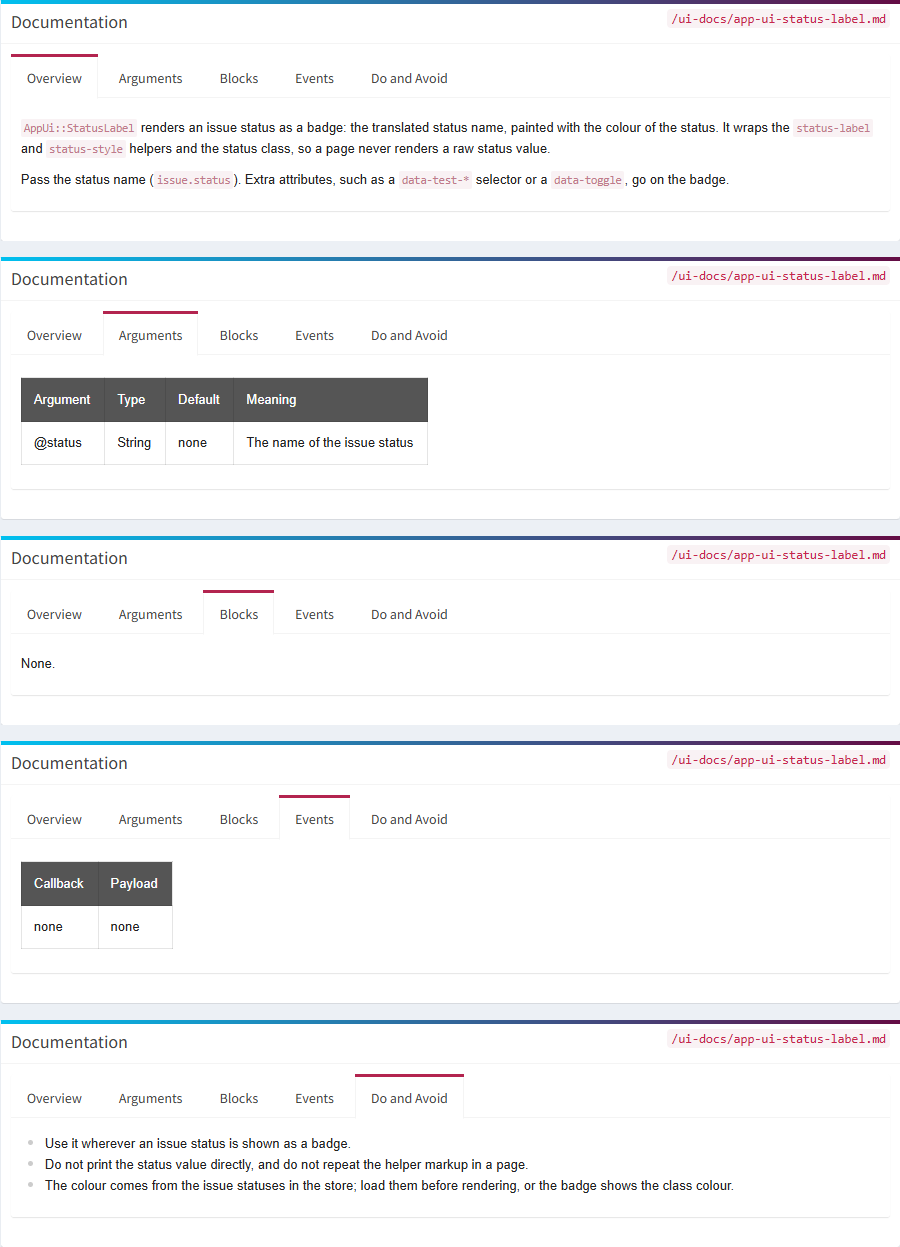 Documentation /ui-docs/app-ui-status-label.md
Overview Arguments Blocks Events Do and Avoid
AppUi::StatusLabel renders an issue status as a badge: the translated status name, painted with the colour of the status. It wraps the status-label
and status-style helpers and the status class, so a page never renders a raw status value.
Pass the status name ( issue.status ). Extra attributes, such as a data-test-* selector or a data-toggle , go on the badge.
Documentation /ui-docs/app-ui-status-label.md
Overview Arguments Blocks Events Do and Avoid
Argument Type Default Meaning
@status String none The name of the issue status
Documentation /ui-docs/app-ui-status-label.md
Overview Arguments Blocks Events Do and Avoid
None.
Documentation /ui-docs/app-ui-status-label.md
Overview Arguments Blocks Events Do and Avoid
Callback Payload
none none
Documentation /ui-docs/app-ui-status-label.md
Overview Arguments Blocks Events Do and Avoid
Use it wherever an issue status is shown as a badge.
Do not print the status value directly, and do not repeat the helper markup in a page.
The colour comes from the issue statuses in the store; load them before rendering, or the badge shows the class colour.